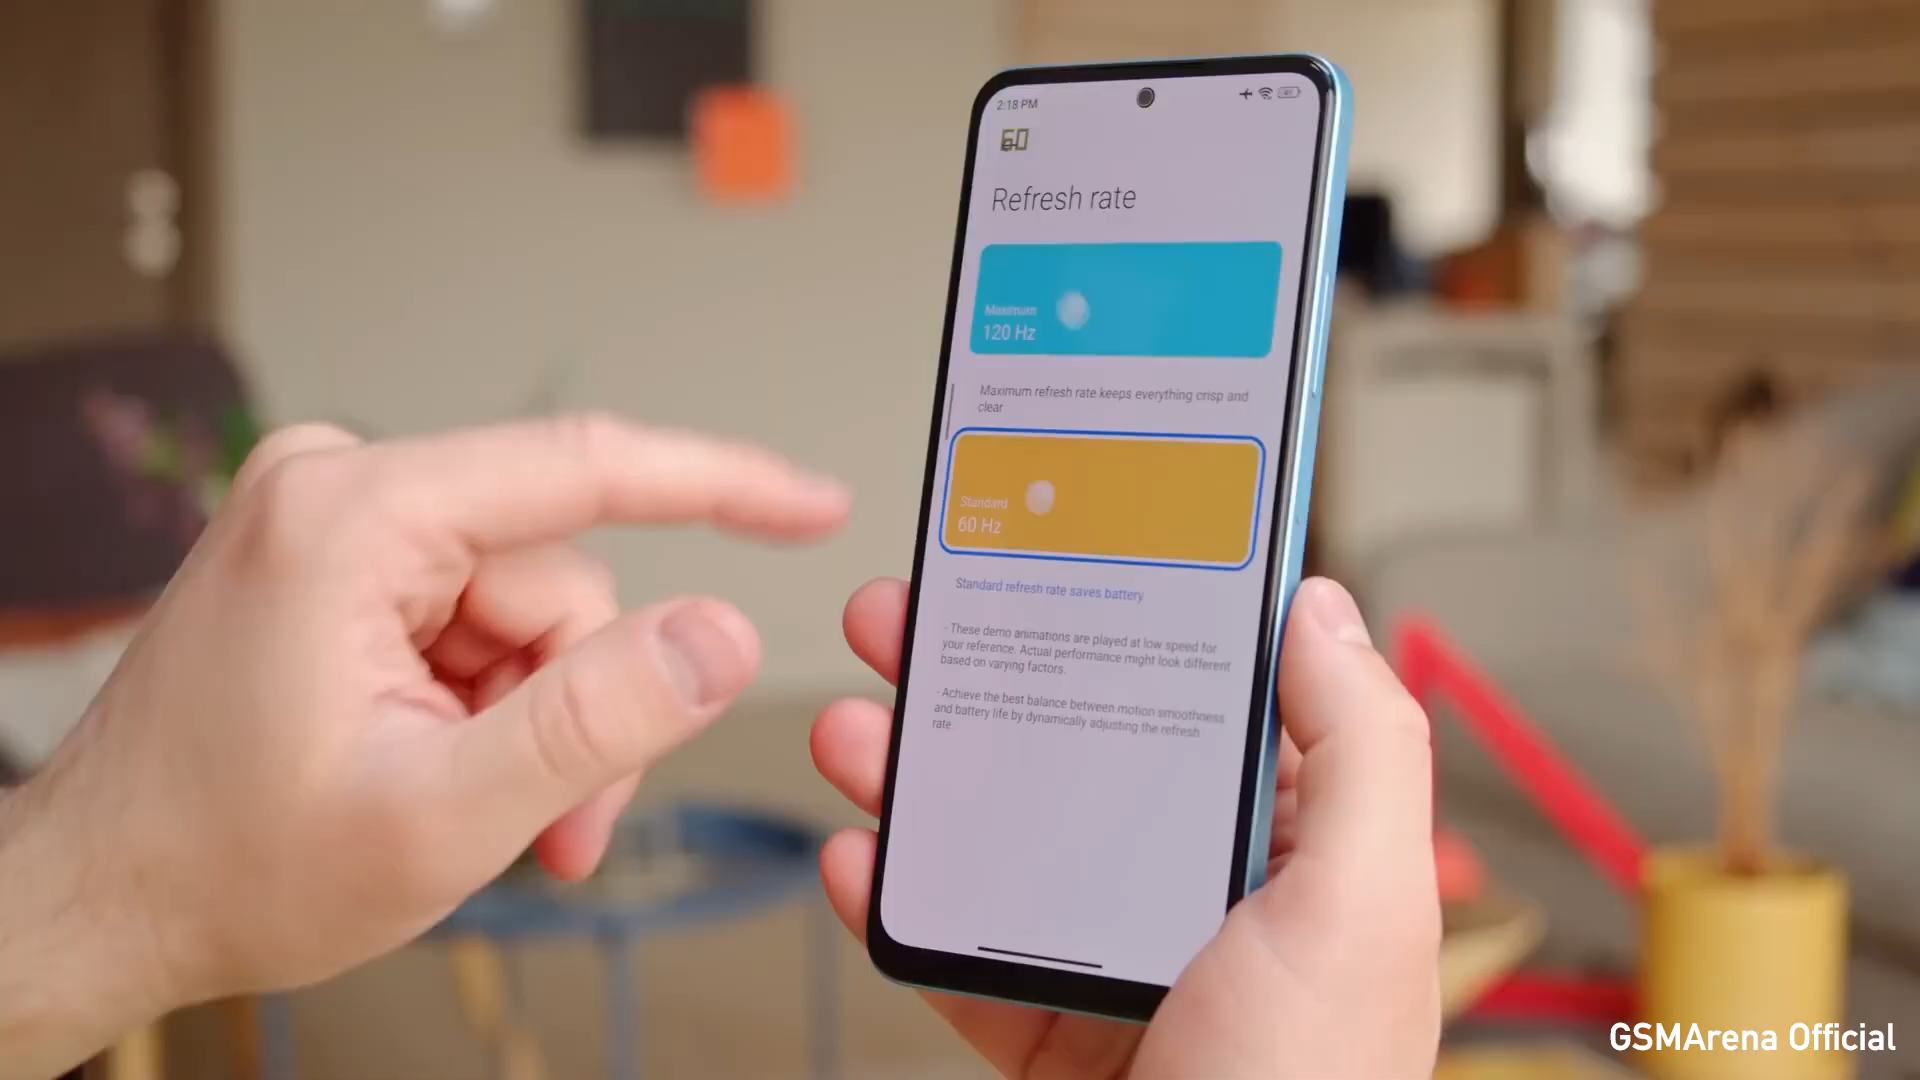 2:18 PM
60
Refresh rate
Maximum
120 Hz
Maximum refresh rate keeps everything crisp and
clear
Standard
60 Hz
Standard refresh rate saves battery
- These demo animations are played at low speed for
your reference. Actual performance might look different
based on varying factors.
- Achieve the best balance between motion smoothness
and battery life by dynamically adjusting the refresh
rate.
GSMArena Official